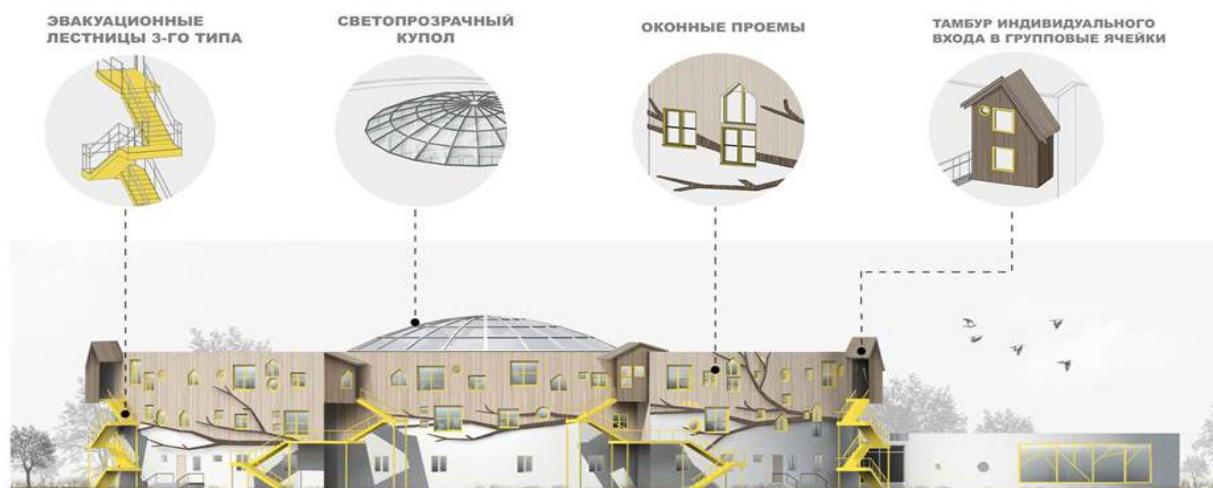 ЭВАКУАЦИОННЫЕ
ЛЕСТНИЦЫ 3-ГО ТИПА
СВЕТОПРОЗРАЧНЫЙ
КУПОЛ
ОКОННЫЕ ПРОЕМЫ
ТАМБУР ИНДИВИДУАЛЬНОГО
ВХОДА В ГРУППОВЫЕ ЯЧЕЙКИ